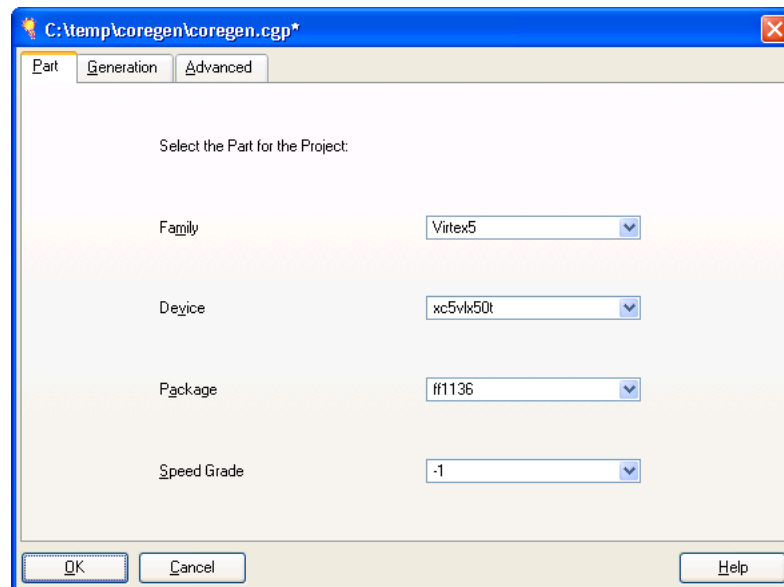 C:\temp\coregen\coregen.cgp*
Part Generation Advanced
Select the Part for the Project:
Family Virtex5
Device xc5vlx50t
Package ff1136
Speed Grade -1
OK Cancel Help